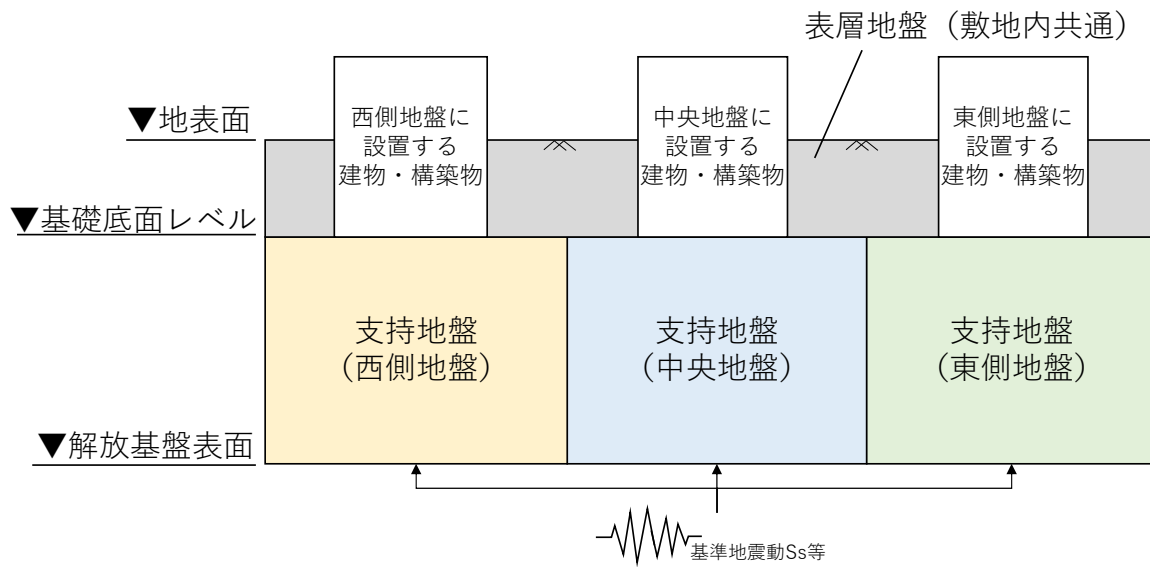 表層地盤（敷地内共通）
▼地表面
西側地盤に
設置する
建物・構築物
中央地盤に
設置する
建物・構築物
東側地盤に
設置する
建物・構築物
▼基礎底面レベル
支持地盤
(西側地盤)
支持地盤
(中央地盤)
支持地盤
(東側地盤)
▼解放基盤表面
基準地震動Ss等